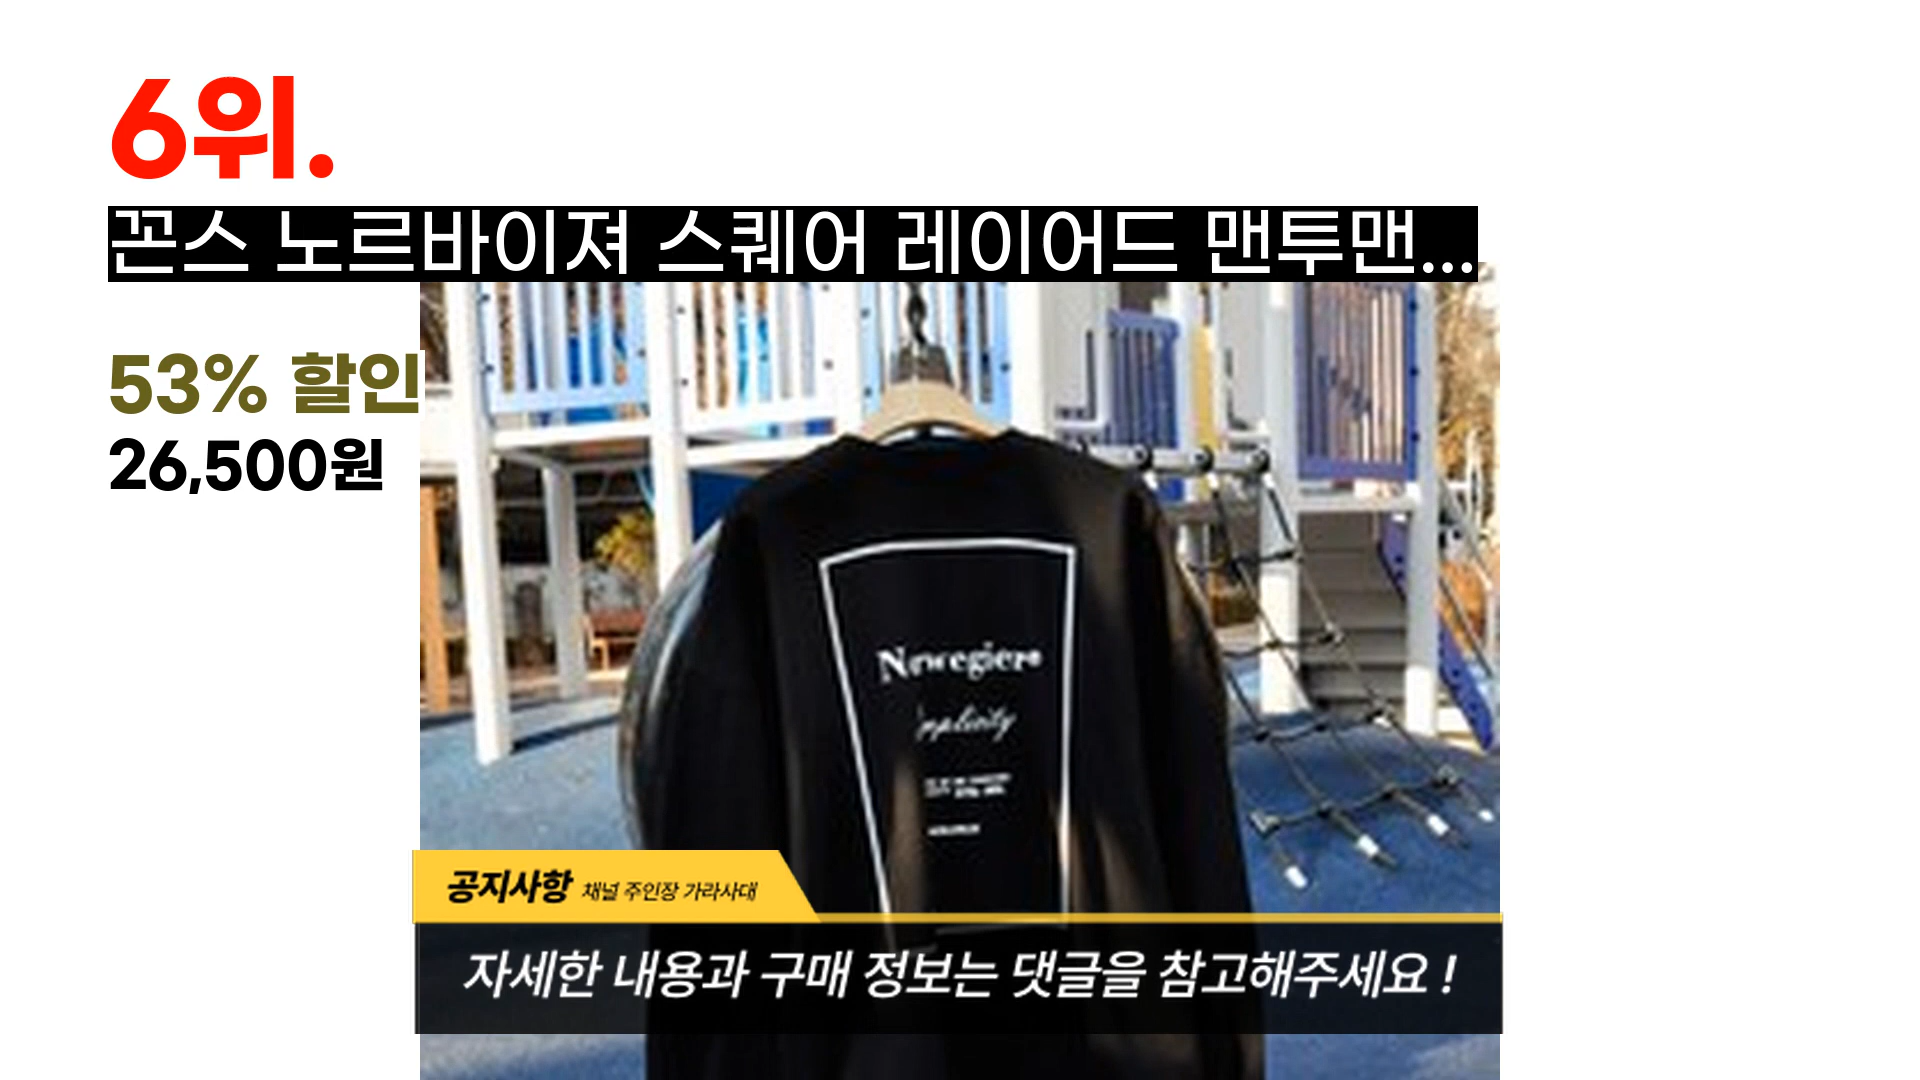 6위.
꼰스 노르바이져 스퀘어 레이어드 맨투맨...
53% 할인
26,500원
공지사항 채널 주인장 가라사대
자세한 내용과 구매 정보는 댓글을 참고해주세요 !